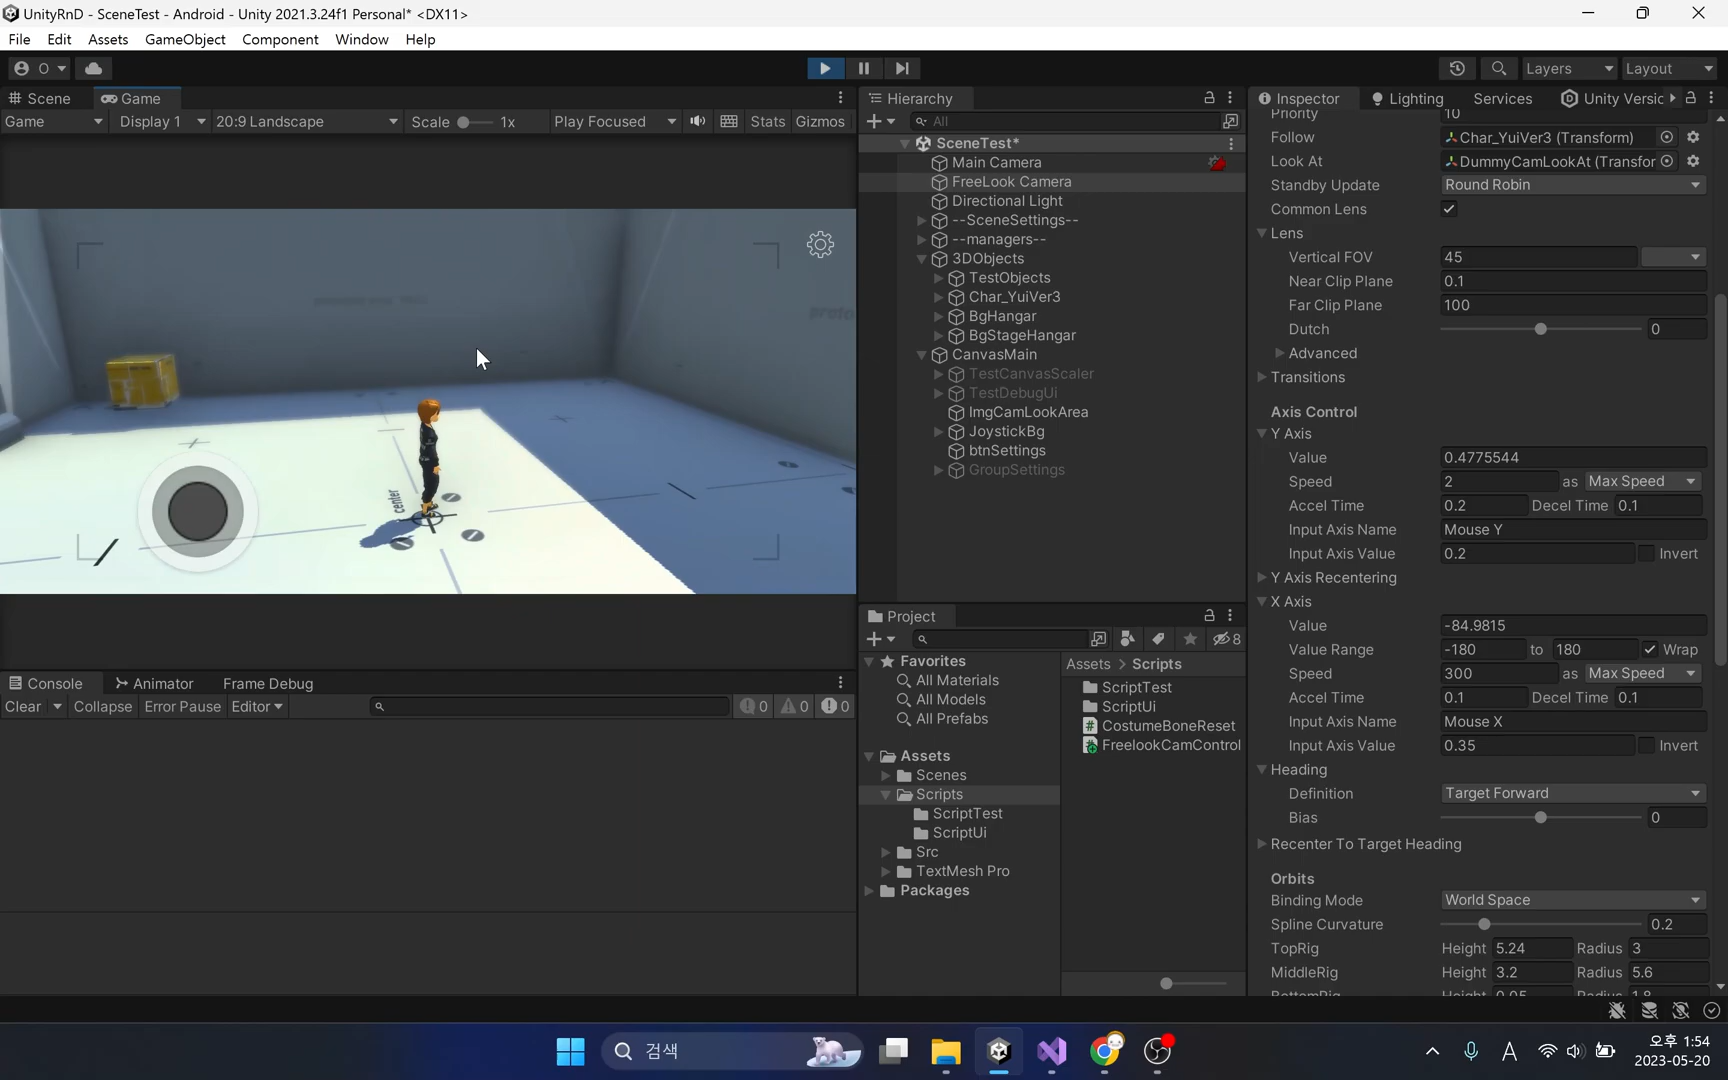 UnityRnD - SceneTest - Android - Unity 2021.3.24f1 Personal* <DX11>
File Edit Assets GameObject Component Window Help
O Layers Layout
Scene Game
Game Display 1 20:9 Landscape Scale 1x Play Focused Stats Gizmos
center
Console Animator Frame Debug
Clear Collapse Error Pause Editor 0 0 0
Hierarchy
All
SceneTest*
Main Camera
FreeLook Camera
Directional Light
--SceneSettings--
--managers--
3DObjects
TestObjects
Char_YuiVer3
BgHangar
BgStageHangar
CanvasMain
TestCanvasScaler
TestDebugUi
ImgCamLookArea
JoystickBg
btnSettings
GroupSettings
Project
8
Favorites
All Materials
All Models
All Prefabs
Assets
Scenes
Scripts
ScriptTest
ScriptUi
Src
TextMesh Pro
Packages
Assets > Scripts
ScriptTest
ScriptUi
CostumeBoneReset
FreelookCamControl
Inspector Lighting Services Unity Versic
Priority 10
Follow Char_YuiVer3 (Transform)
Look At DummyCamLookAt (Transfor
Standby Update Round Robin
Common Lens
Lens
Vertical FOV 45
Near Clip Plane 0.1
Far Clip Plane 100
Dutch 0
Advanced
Transitions
Axis Control
Y Axis
Value 0.4775544
Speed 2 as Max Speed
Accel Time 0.2 Decel Time 0.1
Input Axis Name Mouse Y
Input Axis Value 0.2 Invert
Y Axis Recentering
X Axis
Value -84.9815
Value Range -180 to 180 Wrap
Speed 300 as Max Speed
Accel Time 0.1 Decel Time 0.1
Input Axis Name Mouse X
Input Axis Value 0.35 Invert
Heading
Definition Target Forward
Bias 0
Recenter To Target Heading
Orbits
Binding Mode World Space
Spline Curvature 0.2
TopRig Height 5.24 Radius 3
MiddleRig Height 3.2 Radius 5.6
BottomRig Height 0.05 Radius 1.8
검색
A
오후 1:54
2023-05-20